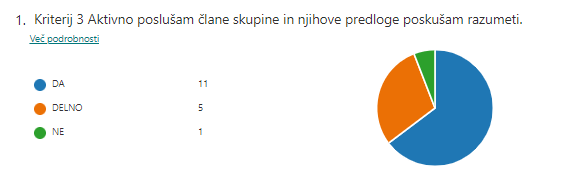 1. Kriterij 3 Aktivno poslušam člane skupine in njihove predloge poskušam razumeti.
Več podrobnosti
DA 11
DELNO 5
NE 1